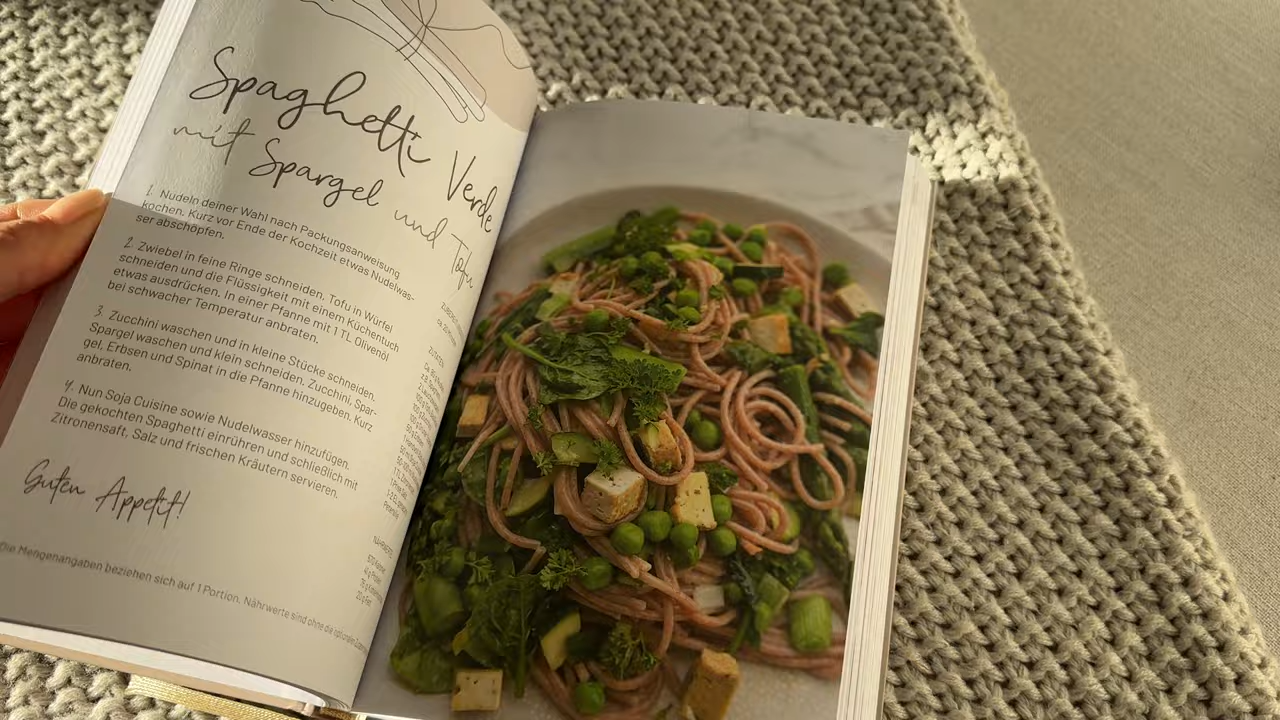 Spaghetti Verde
mit Spargel und Tofu
1. Nudeln deiner Wahl nach Packungsanweisung
kochen. Kurz vor Ende der Kochzeit etwas Nudelwas-
ser abschöpfen.
2. Zwiebel in feine Ringe schneiden. Tofu in Würfel
schneiden und die Flüssigkeit mit einem Küchentuch
etwas ausdrücken. In einer Pfanne mit 1 TL Olivenöl
bei schwacher Temperatur anbraten.
3. Zucchini waschen und in kleine Stücke schneiden.
Spargel waschen und klein schneiden. Zucchini, Spar-
gel, Erbsen und Spinat in die Pfanne hinzugeben. Kurz
anbraten.
4. Nun Soja Cuisine sowie Nudelwasser hinzufügen.
Die gekochten Spaghetti einrühren und schließlich mit
Zitronensaft, Salz und frischen Kräutern servieren.
Guten Appetit!
Die Mengenangaben beziehen sich auf 1 Portion. Nährwerte sind ohne die optionalen